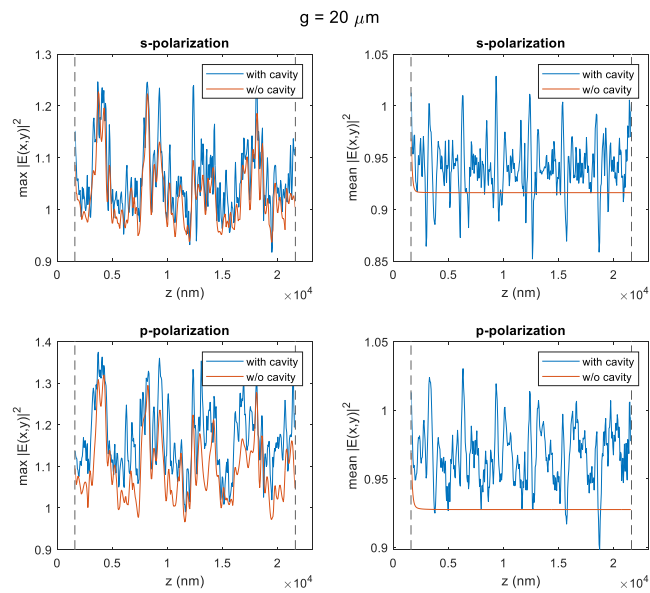 g = 20 μm
s-polarization
with cavity
w/o cavity
max |E(x,y)|²
1.3
1.2
1.1
1
0.9
0
0.5
1
1.5
2
z (nm)
×10⁴
s-polarization
with cavity
w/o cavity
mean |E(x,y)|²
1.05
1
0.95
0.9
0.85
0
0.5
1
1.5
2
z (nm)
×10⁴
p-polarization
with cavity
w/o cavity
max |E(x,y)|²
1.4
1.3
1.2
1.1
1
0.9
0
0.5
1
1.5
2
z (nm)
×10⁴
p-polarization
with cavity
w/o cavity
mean |E(x,y)|²
1.05
1
0.95
0.9
0
0.5
1
1.5
2
z (nm)
×10⁴